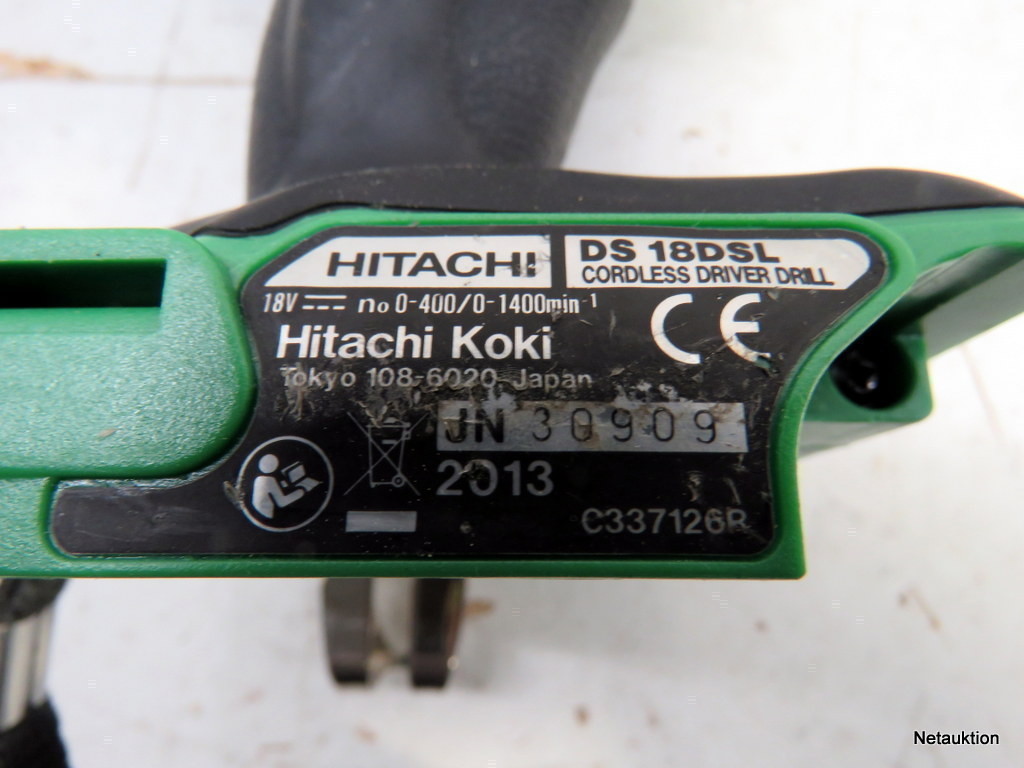 HITACHI
DS 18DSL
CORDLESS DRIVER DRILL
18V ⎓ no 0-400/0-1400min-1
Hitachi Koki
CE
Tokyo 108-6020 Japan
JN 30909
2013
C337126R
Netauktion